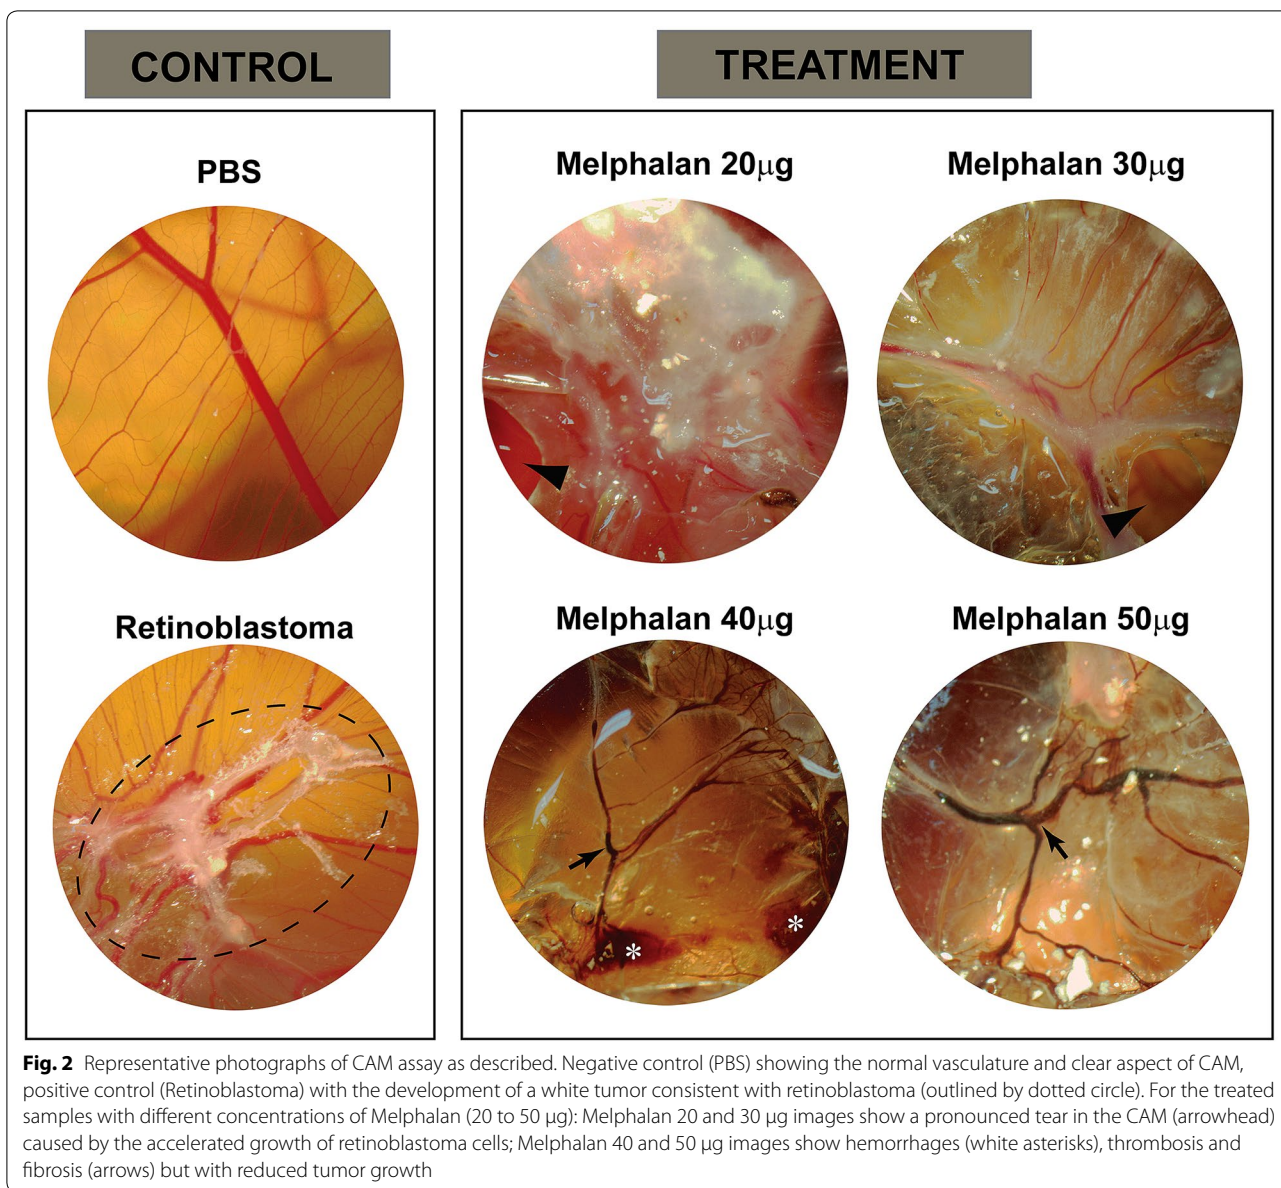 CONTROL
TREATMENT
PBS
Melphalan 20μg
Melphalan 30μg
Retinoblastoma
Melphalan 40μg
Melphalan 50μg
*
*
Fig. 2 Representative photographs of CAM assay as described. Negative control (PBS) showing the normal vasculature and clear aspect of CAM,
positive control (Retinoblastoma) with the development of a white tumor consistent with retinoblastoma (outlined by dotted circle). For the treated
samples with different concentrations of Melphalan (20 to 50 μg): Melphalan 20 and 30 μg images show a pronounced tear in the CAM (arrowhead)
caused by the accelerated growth of retinoblastoma cells; Melphalan 40 and 50 μg images show hemorrhages (white asterisks), thrombosis and
fibrosis (arrows) but with reduced tumor growth